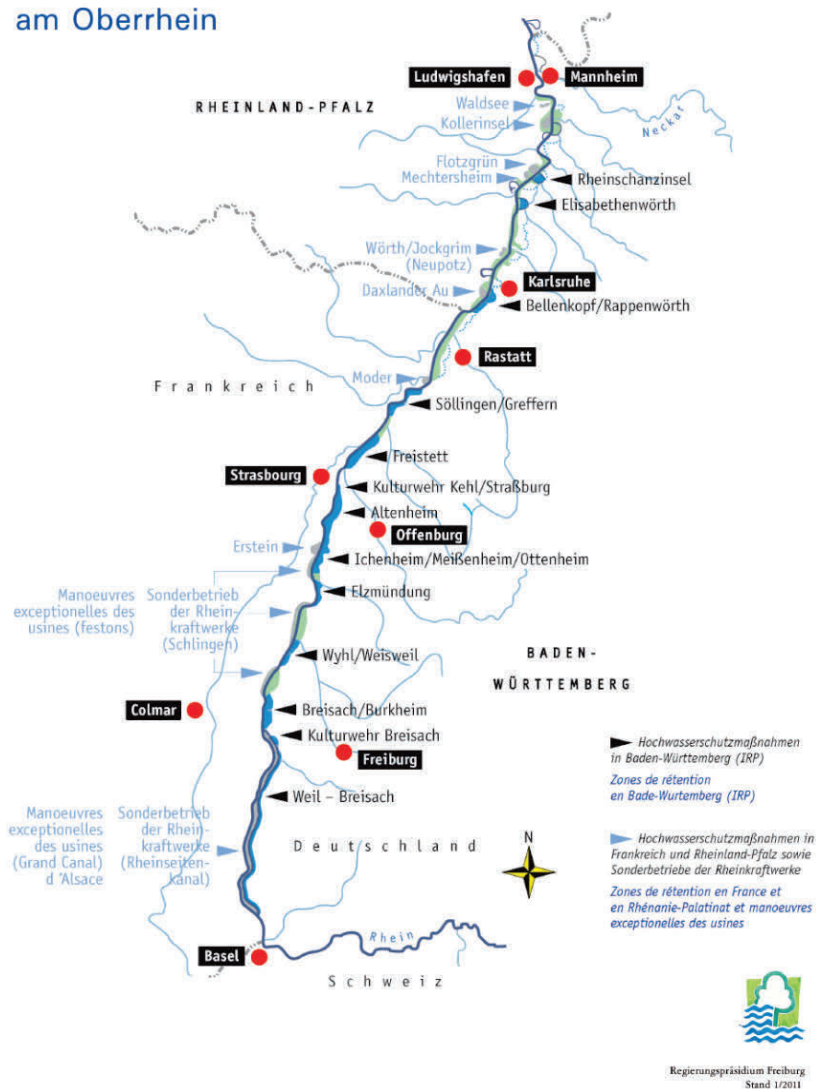 am Oberrhein
Ludwigshafen
Mannheim
RHEINLAND-PFALZ
Waldsee
Kollerinsel
Neckar
Flotzgrün
Mechtersheim
Rheinschanzinsel
Elisabethenwörth
Wörth/Jockgrim
(Neupotz)
Karlsruhe
Daxlander Au
Bellenkopf/Rappenwörth
Rastatt
Moder
Frankreich
Söllingen/Greffern
Freistett
Strasbourg
Kulturwehr Kehl/Straßburg
Altenheim
Offenburg
Erstein
Ichenheim/Meißenheim/Ottenheim
Manoeuvres
exceptionelles des
usines (festons)
Sonderbetrieb
der Rhein-
kraftwerke
(Schlingen)
Elzmündung
Wyhl/Weisweil
BADEN-
WÜRTTEMBERG
Colmar
Breisach/Burkheim
Kulturwehr Breisach
Freiburg
Weil – Breisach
Manoeuvres
exceptionelles
des usines
(Grand Canal)
d 'Alsace
Sonderbetrieb
der Rhein-
kraftwerke
(Rheinseiten-
kanal)
Deutschland
N
Rhein
Basel
Schweiz
Hochwasserschutzmaßnahmen
in Baden-Württemberg (IRP)
Zones de rétention
en Bade-Wurtemberg (IRP)
Hochwasserschutzmaßnahmen in
Frankreich und Rheinland-Pfalz sowie
Sonderbetriebe der Rheinkraftwerke
Zones de rétention en France et
en Rhénanie-Palatinat et manoeuvres
exceptionelles des usines
Regierungspräsidium Freiburg
Stand 1/2011